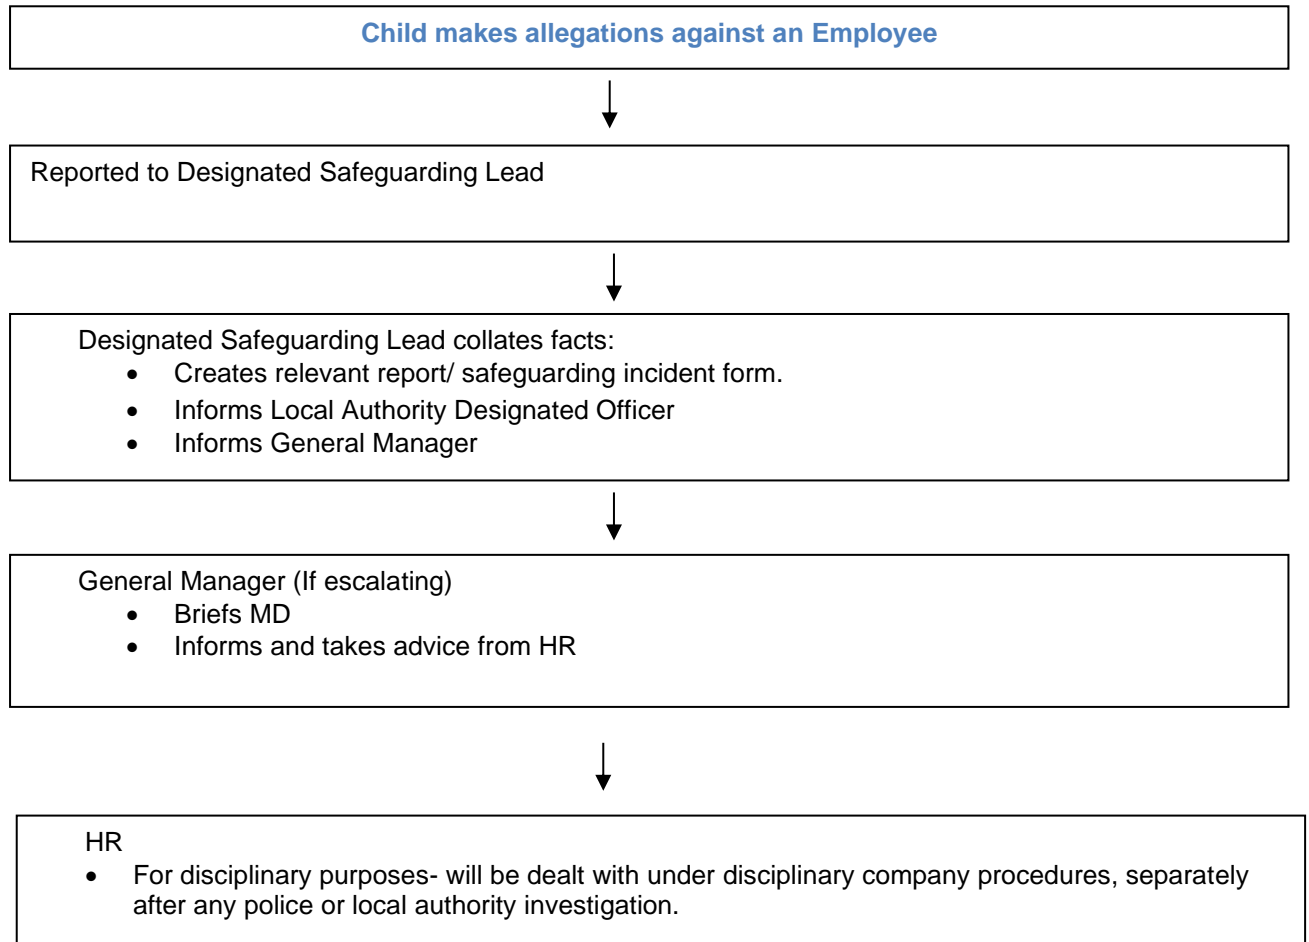 Child makes allegations against an Employee
Reported to Designated Safeguarding Lead
Designated Safeguarding Lead collates facts:
• Creates relevant report/ safeguarding incident form.
• Informs Local Authority Designated Officer
• Informs General Manager
General Manager (If escalating)
• Briefs MD
• Informs and takes advice from HR
HR
• For disciplinary purposes- will be dealt with under disciplinary company procedures, separately
after any police or local authority investigation.